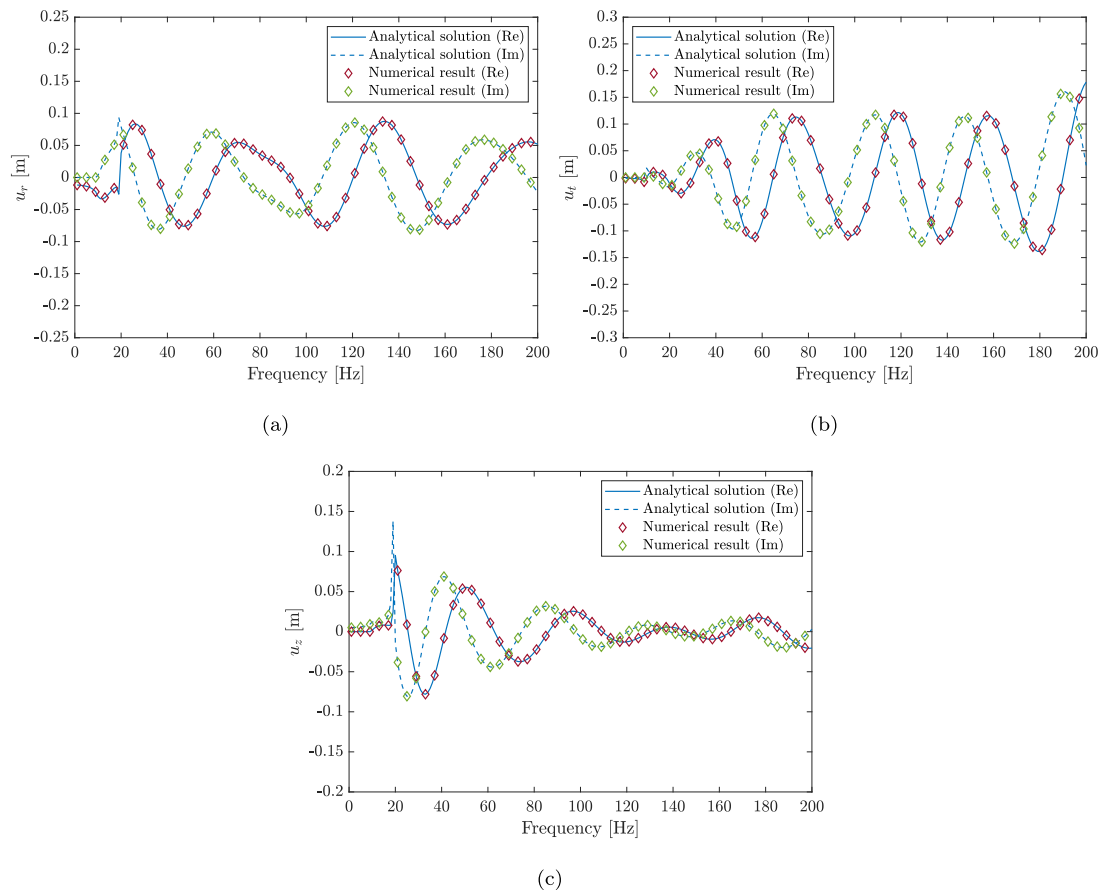 0.25
0.2
0.15
0.1
0.05
0
-0.05
-0.1
-0.15
-0.2
-0.25
u_r [m]
0 20 40 60 80 100 120 140 160 180 200
Frequency [Hz]
Analytical solution (Re)
Analytical solution (Im)
Numerical result (Re)
Numerical result (Im)
(a)
0.3
0.25
0.2
0.15
0.1
0.05
0
-0.05
-0.1
-0.15
-0.2
-0.25
-0.3
u_t [m]
0 20 40 60 80 100 120 140 160 180 200
Frequency [Hz]
Analytical solution (Re)
Analytical solution (Im)
Numerical result (Re)
Numerical result (Im)
(b)
0.2
0.15
0.1
0.05
0
-0.05
-0.1
-0.15
-0.2
u_z [m]
0 20 40 60 80 100 120 140 160 180 200
Frequency [Hz]
Analytical solution (Re)
Analytical solution (Im)
Numerical result (Re)
Numerical result (Im)
(c)